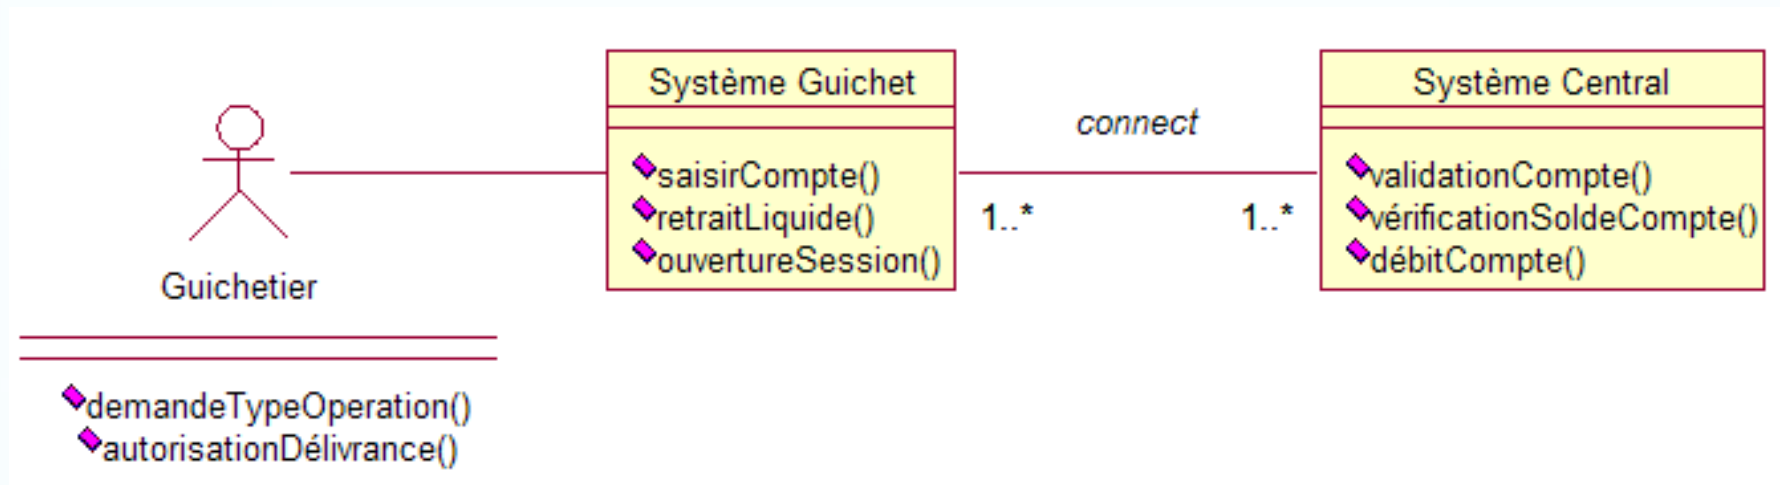 Système Guichet
saisirCompte()
retraitLiquide()
ouvertureSession()
connect
1..*
1..*
Système Central
validationCompte()
vérificationSoldeCompte()
débitCompte()
Guichetier
demandeTypeOperation()
autorisationDélivrance()